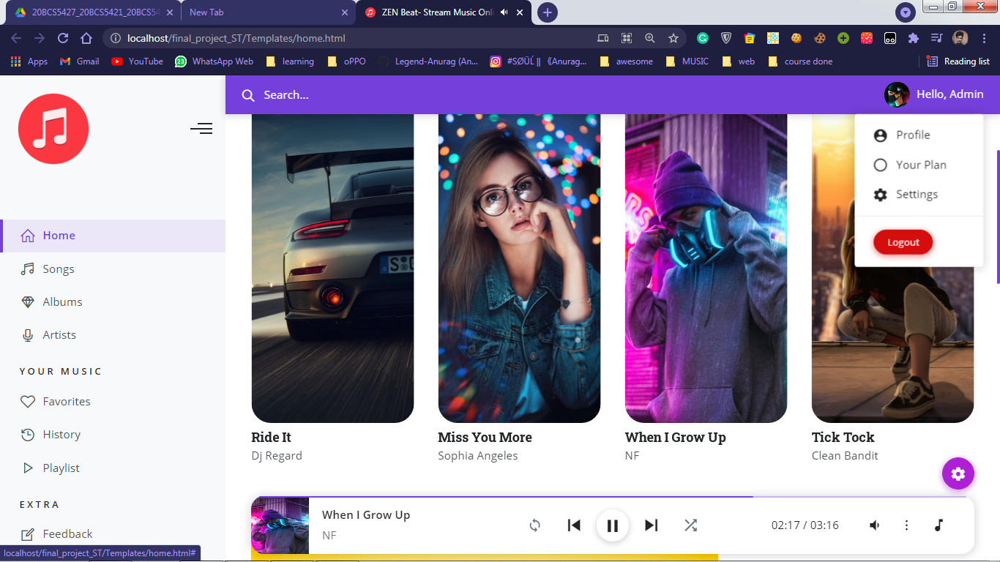 20BCS5427_20BCS5421_20BCS54
New Tab
ZEN Beat- Stream Music Onli
localhost/final_project_ST/Templates/home.html
Apps
Gmail
YouTube
23
WhatsApp Web
learning
oPPO
Legend-Anurag (An...
#SØÜĹ || 《Anurag...
awesome
MUSIC
web
course done
Reading list
Search...
Hello, Admin
Profile
Your Plan
Settings
Logout
Home
Songs
Albums
Artists
YOUR MUSIC
Favorites
History
Playlist
EXTRA
Feedback
Ride It
Dj Regard
Miss You More
Sophia Angeles
When I Grow Up
NF
Tick Tock
Clean Bandit
When I Grow Up
NF
02:17 / 03:16
localhost/final_project_ST/Templates/home.html#